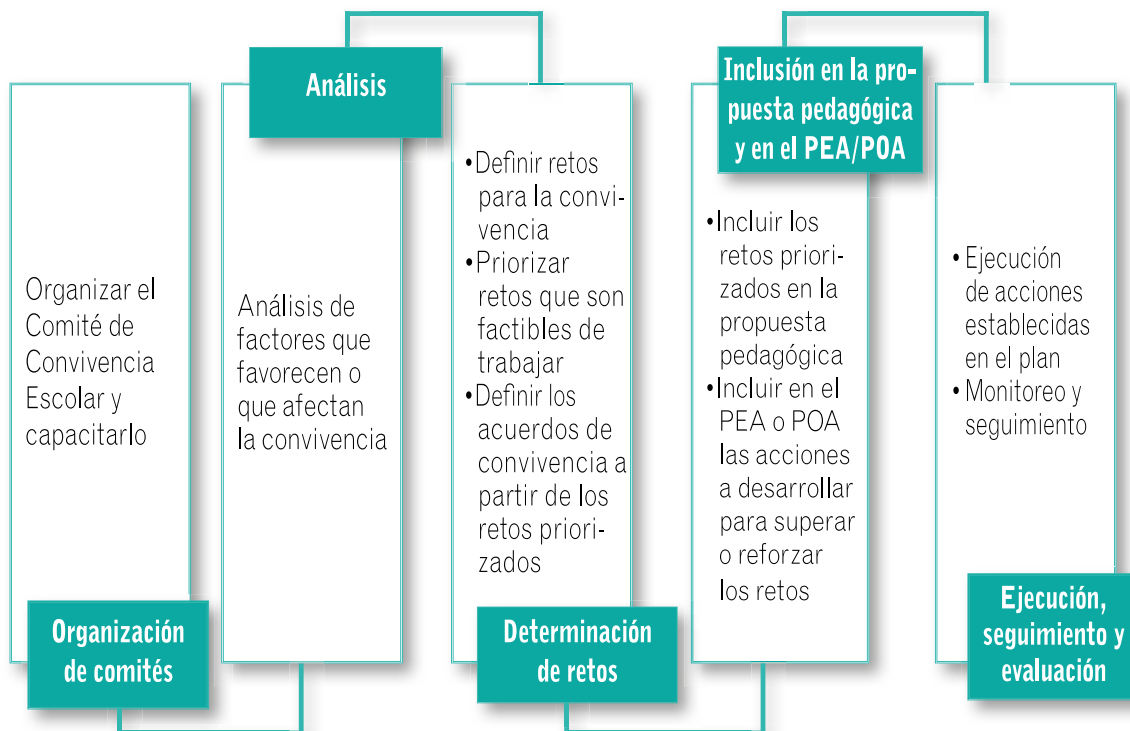 Organizar el
Comité de
Convivencia
Escolar y
capacitarlo
Organización
de comités
Análisis
Análisis de
factores que
favorecen o
que afectan
la convivencia
•Definir retos
para la convi-
vencia
•Priorizar
retos que son
factibles de
trabajar
•Definir los
acuerdos de
convivencia a
partir de los
retos priori-
zados
Determinación
de retos
Inclusión en la pro-
puesta pedagógica
y en el PEA/POA
•Incluir los
retos priori-
zados en la
propuesta
pedagógica
•Incluir en el
PEA o POA
las acciones
a desarrollar
para superar
o reforzar
los retos
• Ejecución
de acciones
establecidas
en el plan
• Monitoreo y
seguimiento
Ejecución,
seguimiento y
evaluación